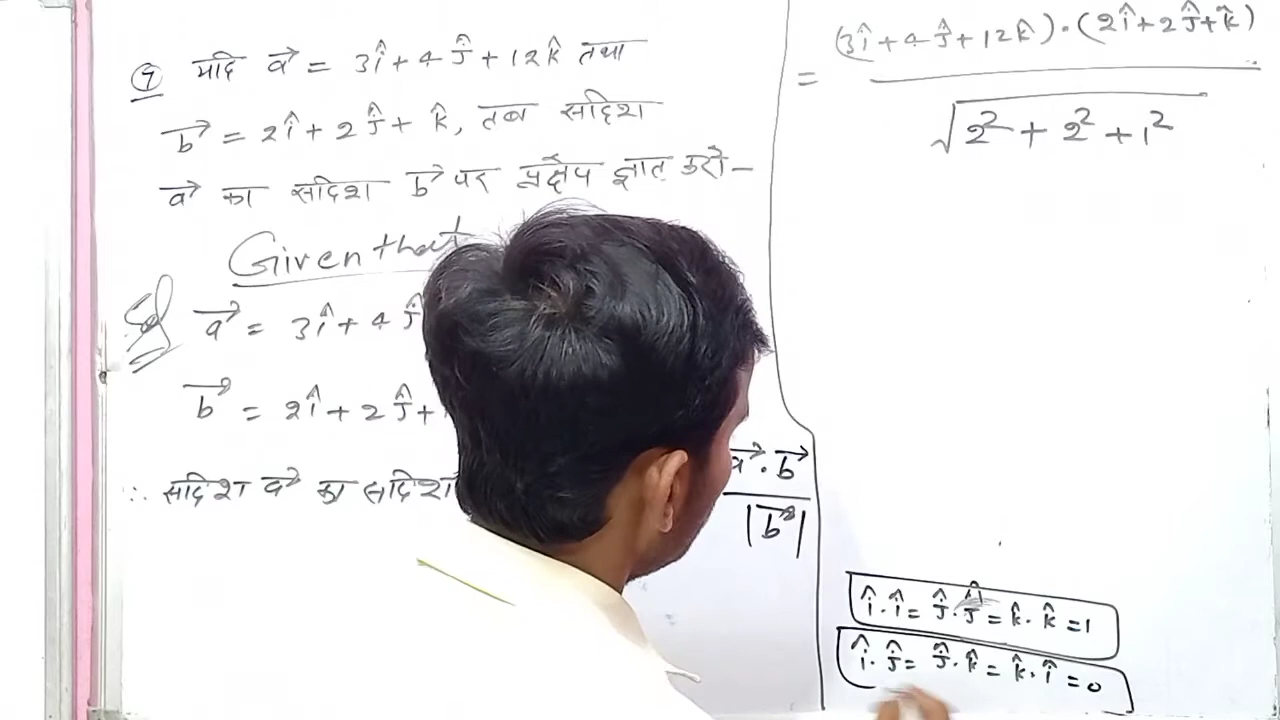 ⑨ यदि a⃗ = 3î + 4ĵ + 12k̂ तथा
b⃗ = 2î + 2ĵ + k̂, तब सदिश
a⃗ का सदिश b⃗ पर प्रक्षेप ज्ञात करो–
Given that
Sol a⃗ = 3î + 4ĵ
b⃗ = 2î + 2ĵ +
∴ सदिश a⃗ का सदिश
a⃗ . b⃗
|b⃗|
= (3î + 4ĵ + 12k̂) . (2î + 2ĵ + k̂)
√2² + 2² + 1²
î . î = ĵ . ĵ = k̂ . k̂ = 1
î . ĵ = ĵ . k̂ = k̂ . î = 0